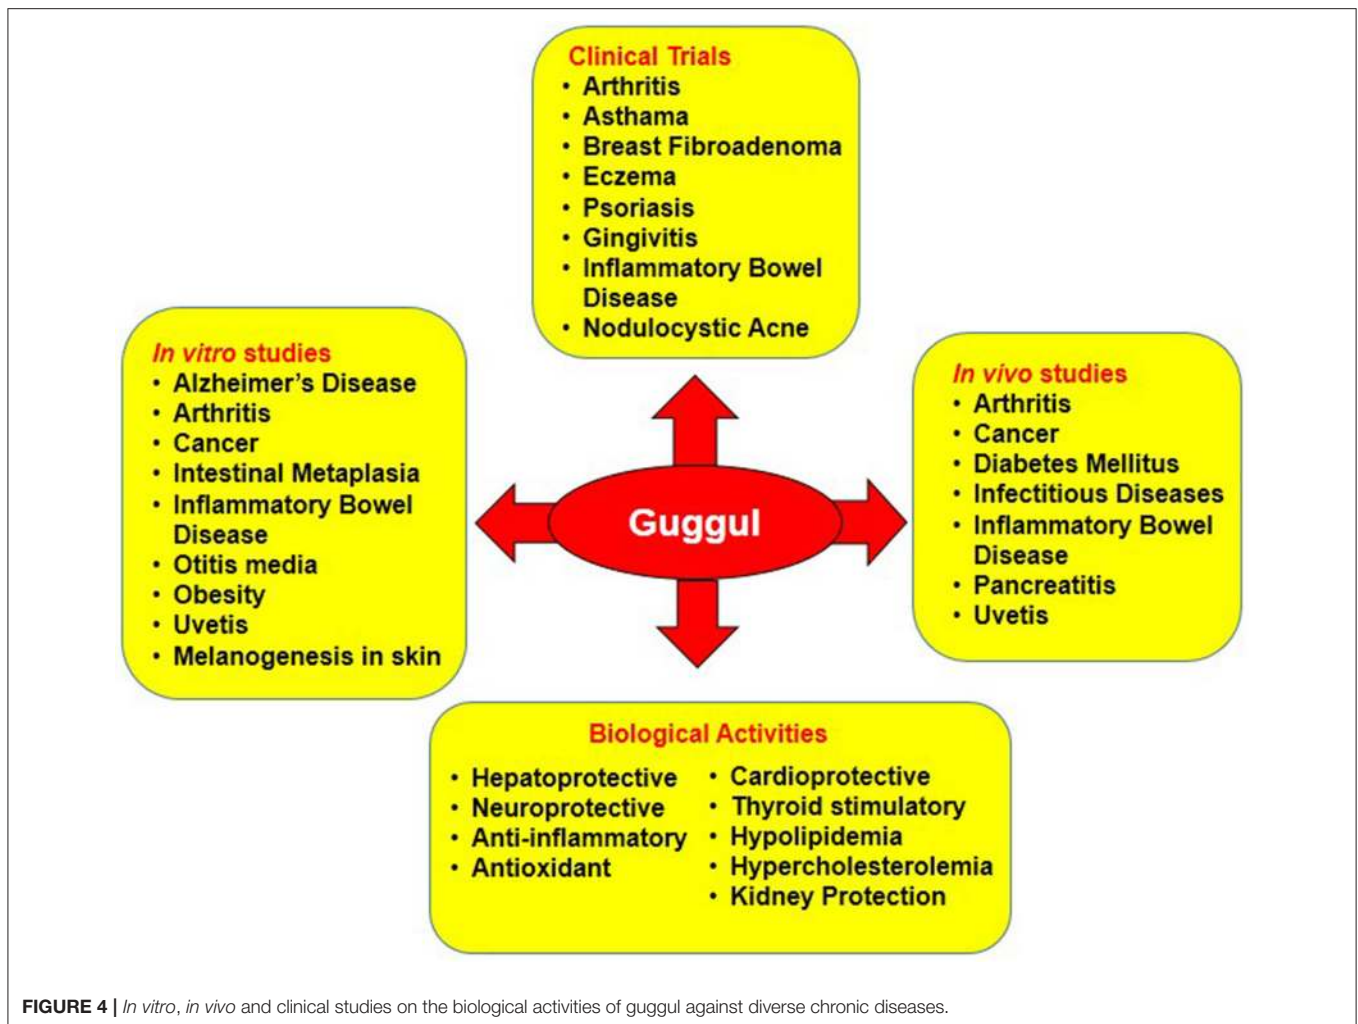 Clinical Trials
• Arthritis
• Asthama
• Breast Fibroadenoma
• Eczema
• Psoriasis
• Gingivitis
• Inflammatory Bowel
Disease
• Nodulocystic Acne
In vitro studies
• Alzheimer’s Disease
• Arthritis
• Cancer
• Intestinal Metaplasia
• Inflammatory Bowel
Disease
• Otitis media
• Obesity
• Uvetis
• Melanogenesis in skin
Guggul
In vivo studies
• Arthritis
• Cancer
• Diabetes Mellitus
• Infectitious Diseases
• Inflammatory Bowel
Disease
• Pancreatitis
• Uvetis
Biological Activities
• Hepatoprotective
• Neuroprotective
• Anti-inflammatory
• Antioxidant
• Cardioprotective
• Thyroid stimulatory
• Hypolipidemia
• Hypercholesterolemia
• Kidney Protection
FIGURE 4 | In vitro, in vivo and clinical studies on the biological activities of guggul against diverse chronic diseases.